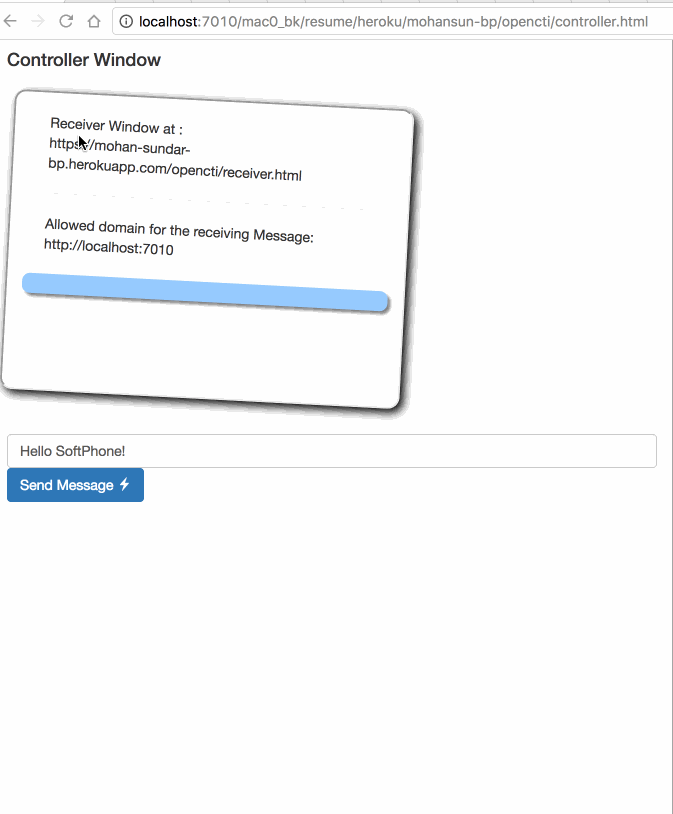 localhost:7010/mac0_bk/resume/heroku/mohansun-bp/opencti/controller.html
Controller Window
Receiver Window at :
https://mohan-sundar-
bp.herokuapp.com/opencti/receiver.html
Allowed domain for the receiving Message:
http://localhost:7010
Hello SoftPhone!
Send Message